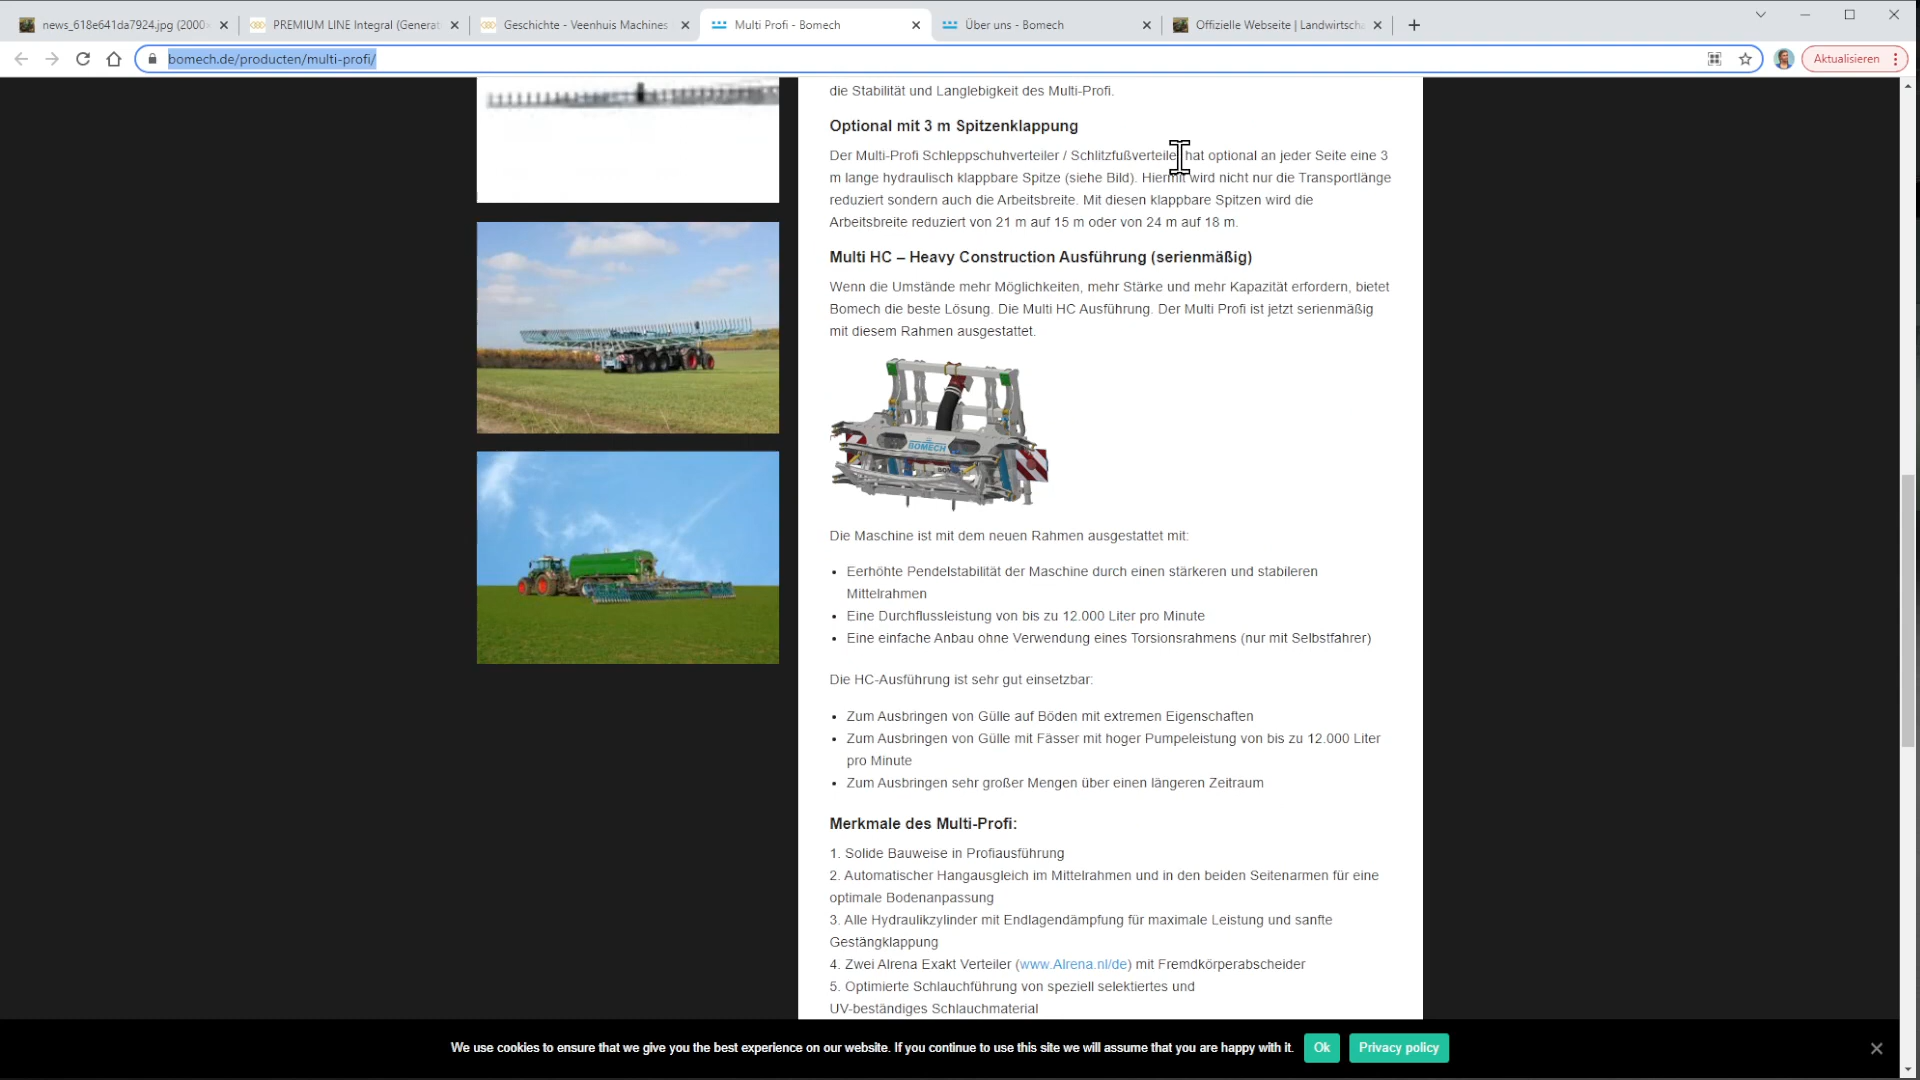 news_618e641da7924.jpg (2000
PREMIUM LINE Integral (Generat
Geschichte - Veenhuis Machines
Multi Profi - Bomech
Über uns - Bomech
Offizielle Webseite | Landwirtscha
bomech.de/producten/multi-profi/
Aktualisieren
die Stabilität und Langlebigkeit des Multi-Profi.
Optional mit 3 m Spitzenklappung
Der Multi-Profi Schleppschuhverteiler / Schlitzfußverteiler hat optional an jeder Seite eine 3
m lange hydraulisch klappbare Spitze (siehe Bild). Hiermit wird nicht nur die Transportlänge
reduziert sondern auch die Arbeitsbreite. Mit diesen klappbare Spitzen wird die
Arbeitsbreite reduziert von 21 m auf 15 m oder von 24 m auf 18 m.
Multi HC – Heavy Construction Ausführung (serienmäßig)
Wenn die Umstände mehr Möglichkeiten, mehr Stärke und mehr Kapazität erfordern, bietet
Bomech die beste Lösung. Die Multi HC Ausführung. Der Multi Profi ist jetzt serienmäßig
mit diesem Rahmen ausgestattet.
BOMECH
Die Maschine ist mit dem neuen Rahmen ausgestattet mit:
• Eerhöhte Pendelstabilität der Maschine durch einen stärkeren und stabileren
Mittelrahmen
• Eine Durchflussleistung von bis zu 12.000 Liter pro Minute
• Eine einfache Anbau ohne Verwendung eines Torsionsrahmens (nur mit Selbstfahrer)
Die HC-Ausführung ist sehr gut einsetzbar:
• Zum Ausbringen von Gülle auf Böden mit extremen Eigenschaften
• Zum Ausbringen von Gülle mit Fässer mit hoger Pumpeleistung von bis zu 12.000 Liter
pro Minute
• Zum Ausbringen sehr großer Mengen über einen längeren Zeitraum
Merkmale des Multi-Profi:
1. Solide Bauweise in Profiausführung
2. Automatischer Hangausgleich im Mittelrahmen und in den beiden Seitenarmen für eine
optimale Bodenanpassung
3. Alle Hydraulikzylinder mit Endlagendämpfung für maximale Leistung und sanfte
Gestängklappung
4. Zwei Alrena Exakt Verteiler (www.Alrena.nl/de) mit Fremdkörperabscheider
5. Optimierte Schlauchführung von speziell selektiertes und
UV-beständiges Schlauchmaterial
We use cookies to ensure that we give you the best experience on our website. If you continue to use this site we will assume that you are happy with it.
Ok
Privacy policy